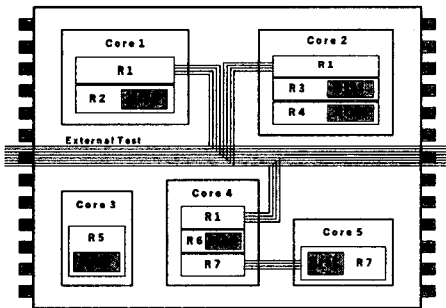 Core 1
R1
R2
Core 2
R1
R3
R4
External Test
Core 3
R5
Core 4
R1
R6
R7
Core 5
R7